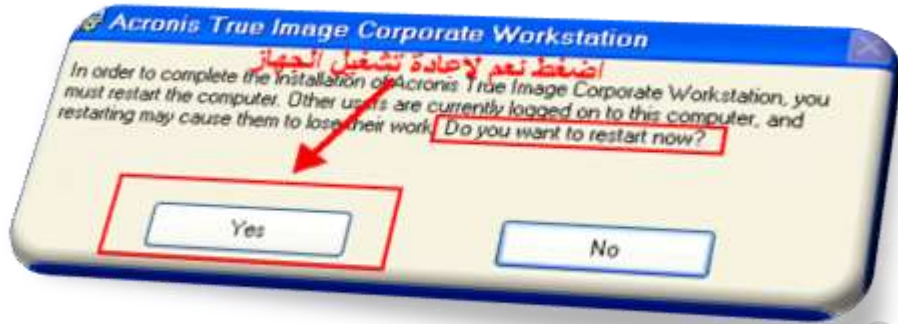 Acronis True Image Corporate Workstation
اضغط نعم لإعادة تشغيل الجهاز
In order to complete the installation of Acronis True Image Corporate Workstation, you
must restart the computer. Other users are currently logged on to this computer, and
restarting may cause them to lose their work. Do you want to restart now?
Yes
No